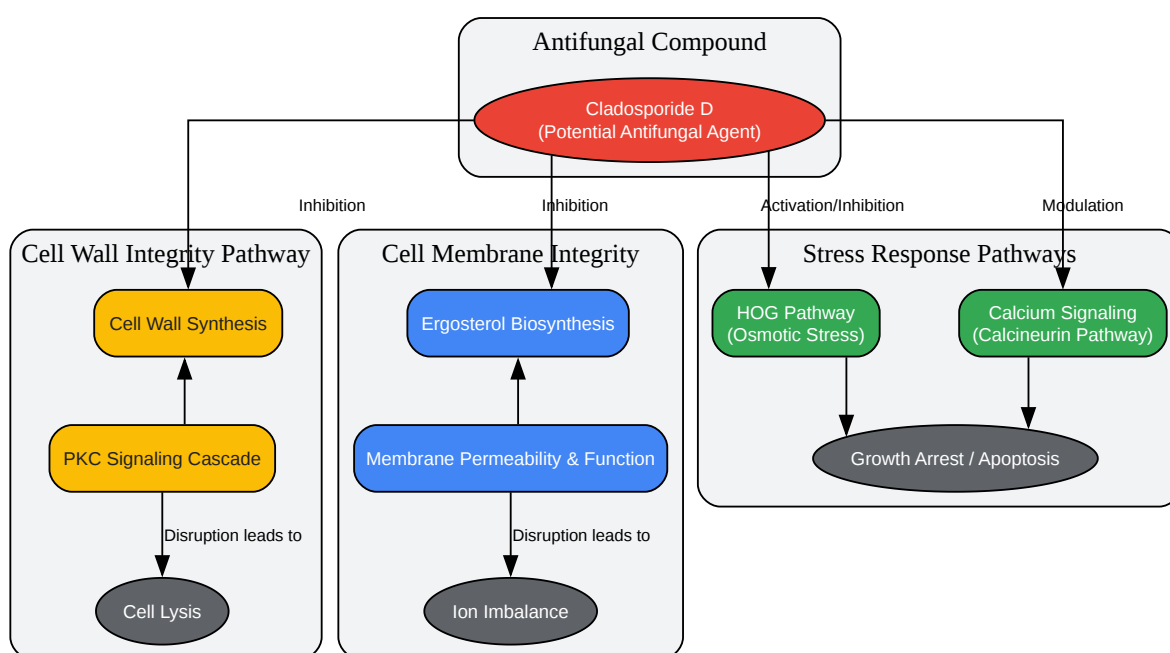 Antifungal Compound
Cladosporide D
(Potential Antifungal Agent)
Inhibition
Inhibition
Activation/Inhibition
Modulation
Cell Wall Integrity Pathway
Cell Membrane Integrity
Stress Response Pathways
Cell Wall Synthesis
Ergosterol Biosynthesis
HOG Pathway
(Osmotic Stress)
Calcium Signaling
(Calcineurin Pathway)
PKC Signaling Cascade
Membrane Permeability & Function
Growth Arrest / Apoptosis
Disruption leads to
Disruption leads to
Cell Lysis
Ion Imbalance